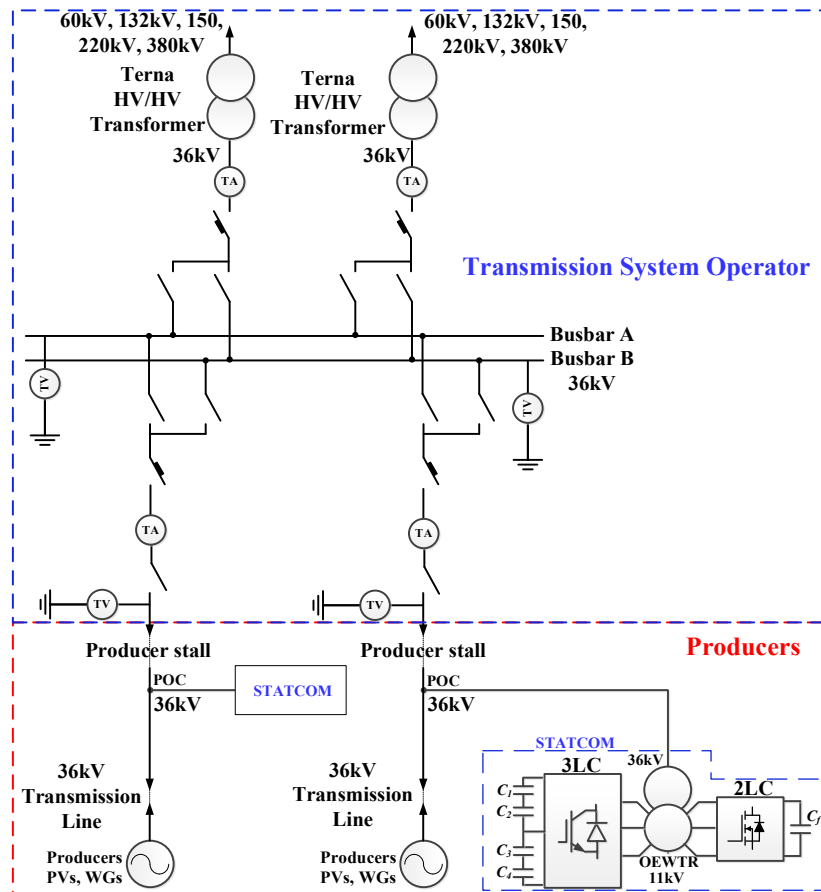 60kV, 132kV, 150,
220kV, 380kV
60kV, 132kV, 150,
220kV, 380kV
Terna
HV/HV
Transformer
Terna
HV/HV
Transformer
36kV
36kV
TA
TA
Transmission System Operator
Busbar A
Busbar B
36kV
TV
TV
TA
TA
TV
TV
Producer stall
Producer stall
Producers
POC
36kV
STATCOM
POC
36kV
36kV
Transmission
Line
36kV
Transmission
Line
Producers
PVs, WGs
Producers
PVs, WGs
STATCOM
3LC
36kV
2LC
C1
C2
C3
C4
Cf
OEWTR
11kV